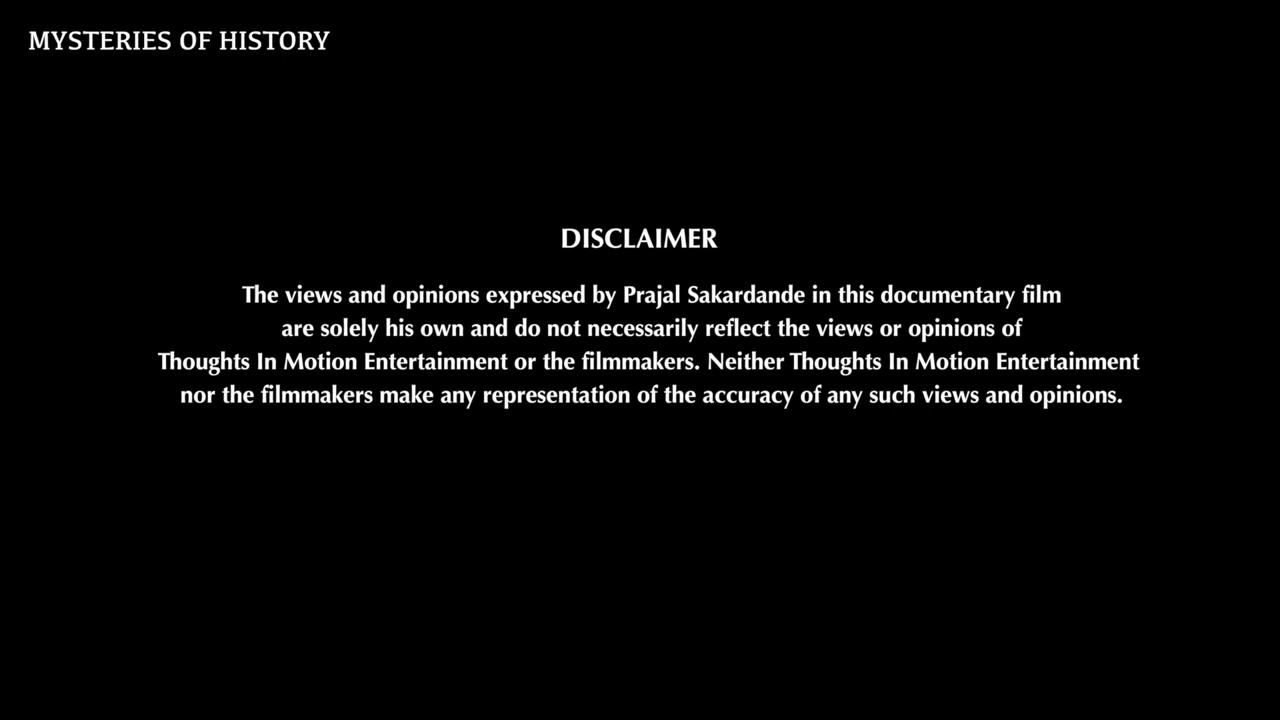 MYSTERIES OF HISTORY
DISCLAIMER
The views and opinions expressed by Prajal Sakardande in this documentary film
are solely his own and do not necessarily reflect the views or opinions of
Thoughts In Motion Entertainment or the filmmakers. Neither Thoughts In Motion Entertainment
nor the filmmakers make any representation of the accuracy of any such views and opinions.